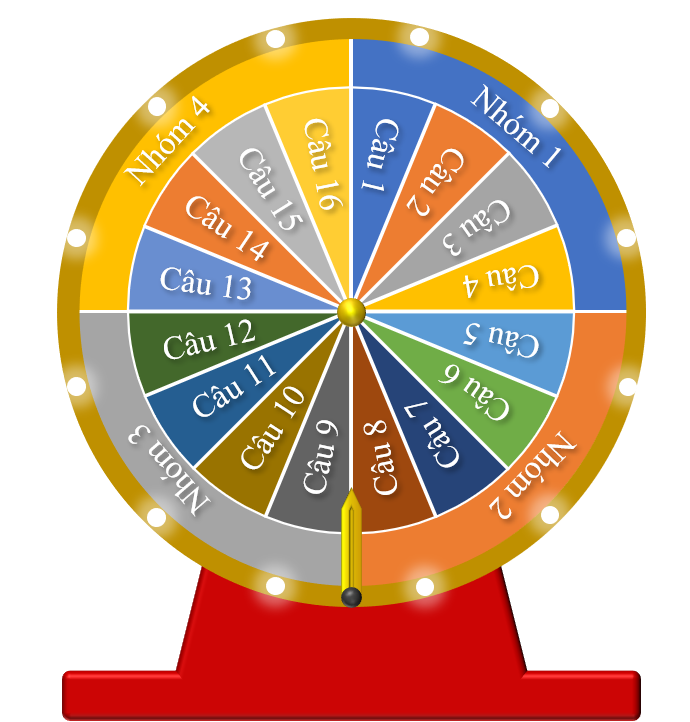 Nhóm 1
Nhóm 2
Nhóm 3
Nhóm 4
Câu 1
Câu 2
Câu 3
Câu 4
Câu 5
Câu 6
Câu 7
Câu 8
Câu 9
Câu 10
Câu 11
Câu 12
Câu 13
Câu 14
Câu 15
Câu 16